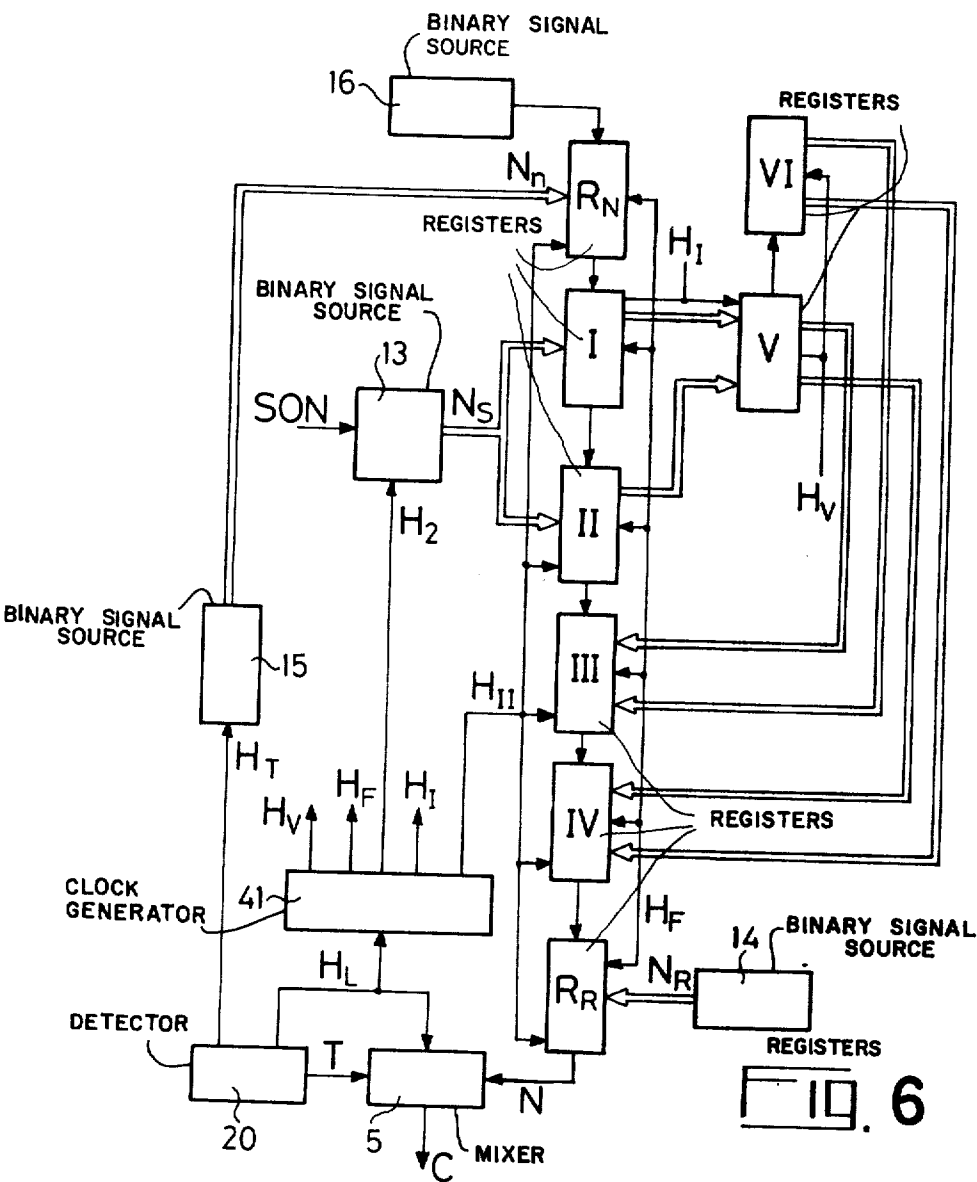 BINARY SIGNAL
SOURCE
16
REGISTERS
VI
Nn
RN
REGISTERS
HI
BINARY SIGNAL
SOURCE
I
V
13
SON
NS
HV
II
H2
BINARY SIGNAL
SOURCE
15
III
HII
HT
HV
HF
HI
IV
REGISTERS
CLOCK
GENERATOR
41
HF
BINARY SIGNAL
SOURCE
14
NR
HL
RR
DETECTOR
REGISTERS
T
20
5
N
MIXER
C
FIG. 6